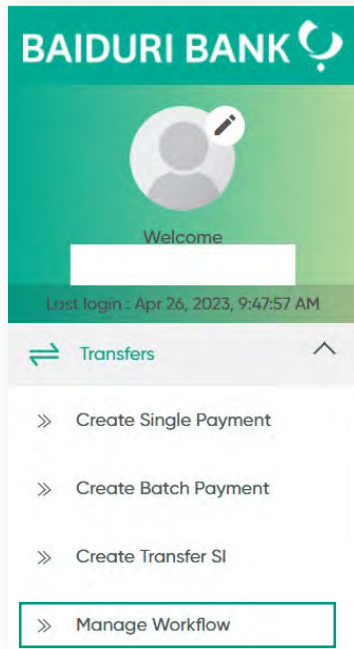 BAIDURI BANK
Welcome
Last login : Apr 26, 2023, 9:47:57 AM
Transfers
Create Single Payment
Create Batch Payment
Create Transfer SI
Manage Workflow